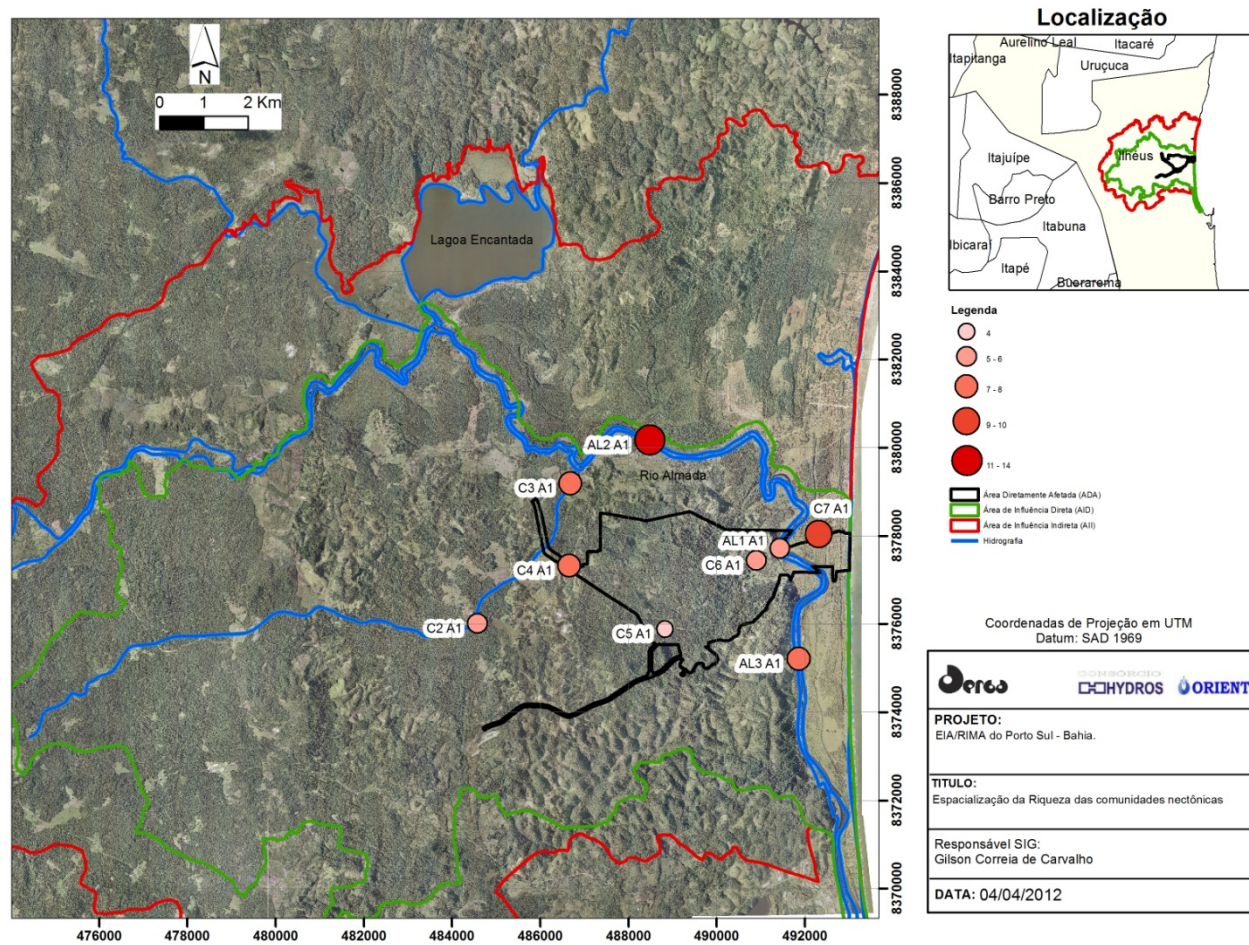 N
0 1 2 Km
Lagoa Encantada
AL2 A1
Rio Almada
C3 A1
C7 A1
AL1 A1
C6 A1
C4 A1
C2 A1
C5 A1
AL3 A1
8388000
8386000
8384000
8382000
8380000
8378000
8376000
8374000
8372000
8370000
476000 478000 480000 482000 484000 486000 488000 490000 492000
Localização
Aurelino Leal
Itacaré
Itapitanga
Uruçuca
Ilhéus
Itajuípe
Barro Preto
Itabuna
Ibicaraí
Itapé
Buerarema
Legenda
4
5 - 6
7 - 8
9 - 10
11 - 14
Área Diretamente Afetada (ADA)
Área de Influência Direta (AID)
Área de Influência Indireta (AII)
Hidrografia
Coordenadas de Projeção em UTM
Datum: SAD 1969
Derba
CONSÓRCIO
HYDROS ORIENT
PROJETO:
EIA/RIMA do Porto Sul - Bahia.
TITULO:
Espacialização da Riqueza das comunidades nectônicas
Responsável SIG:
Gilson Correia de Carvalho
DATA: 04/04/2012